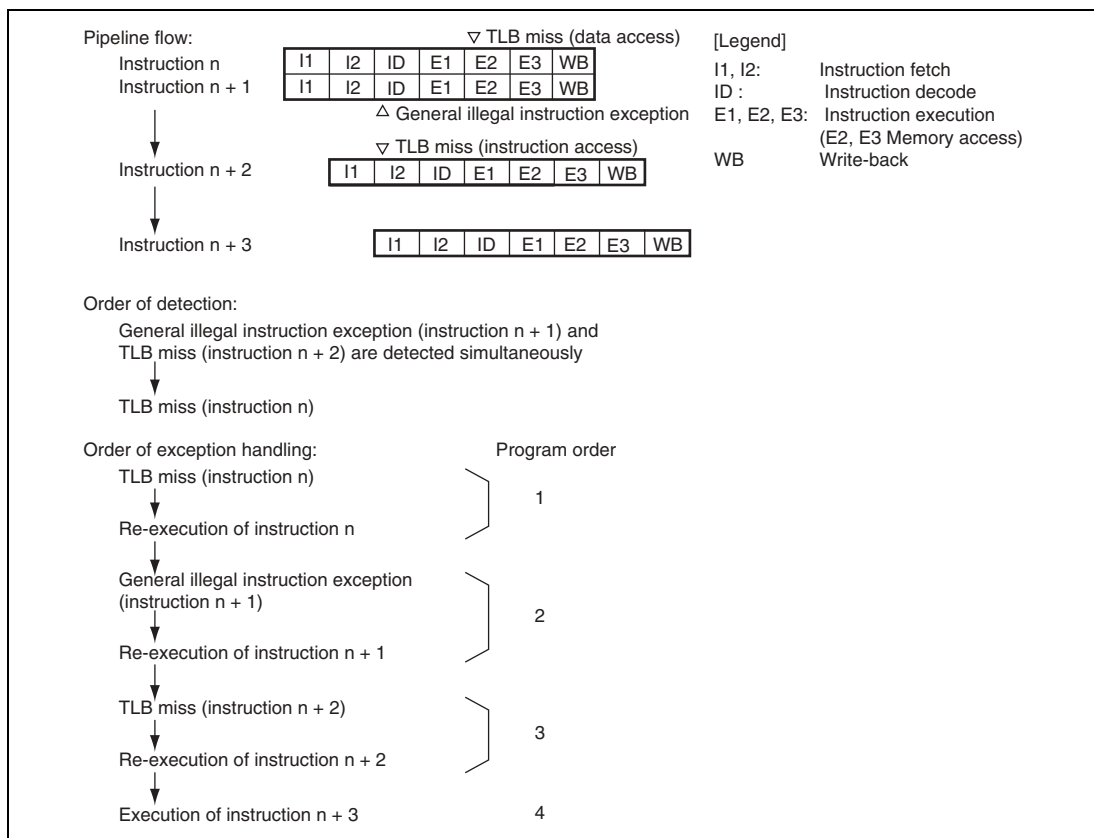 Pipeline flow:
▽ TLB miss (data access)
Instruction n
I1 I2 ID E1 E2 E3 WB
Instruction n + 1
I1 I2 ID E1 E2 E3 WB
△ General illegal instruction exception
▽ TLB miss (instruction access)
Instruction n + 2
I1 I2 ID E1 E2 E3 WB
Instruction n + 3
I1 I2 ID E1 E2 E3 WB
[Legend]
I1, I2: Instruction fetch
ID : Instruction decode
E1, E2, E3: Instruction execution
(E2, E3 Memory access)
WB Write-back
Order of detection:
General illegal instruction exception (instruction n + 1) and
TLB miss (instruction n + 2) are detected simultaneously
TLB miss (instruction n)
Order of exception handling: Program order
TLB miss (instruction n)
1
Re-execution of instruction n
General illegal instruction exception
(instruction n + 1)
2
Re-execution of instruction n + 1
TLB miss (instruction n + 2)
3
Re-execution of instruction n + 2
Execution of instruction n + 3 4